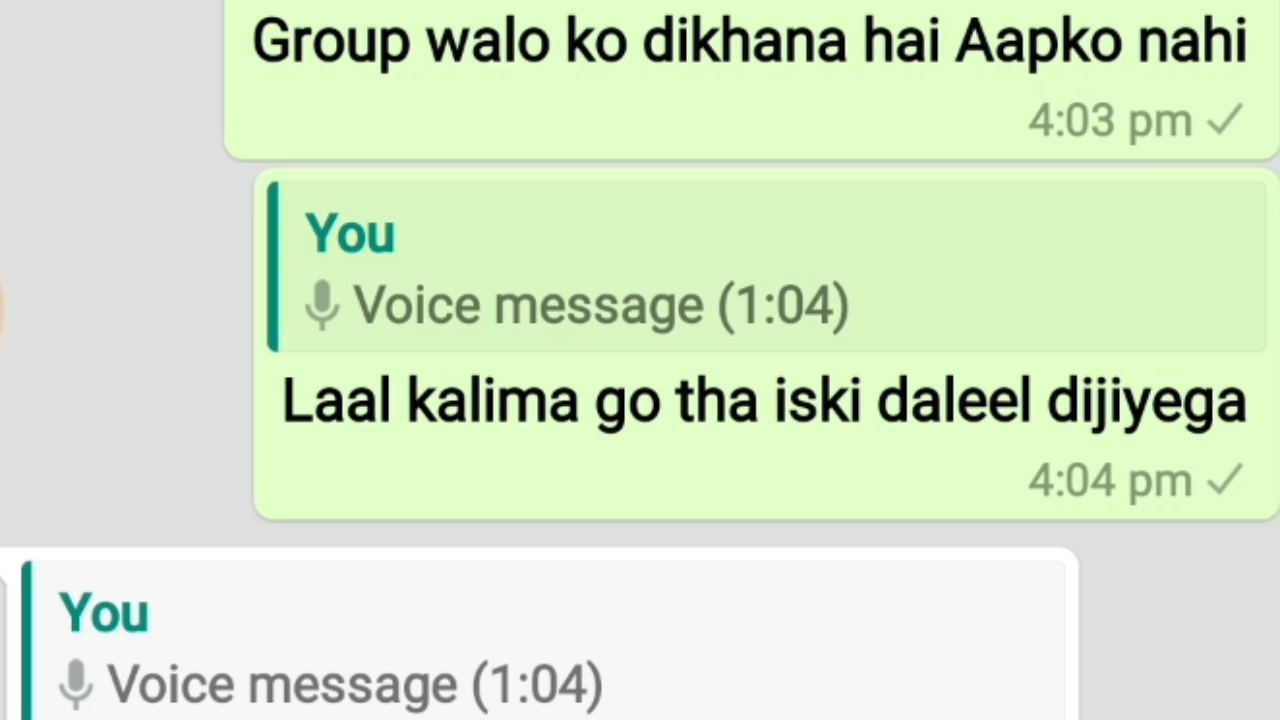 Group walo ko dikhana hai Aapko nahi
4:03 pm
You
Voice message (1:04)
Laal kalima go tha iski daleel dijiyega
4:04 pm
You
Voice message (1:04)